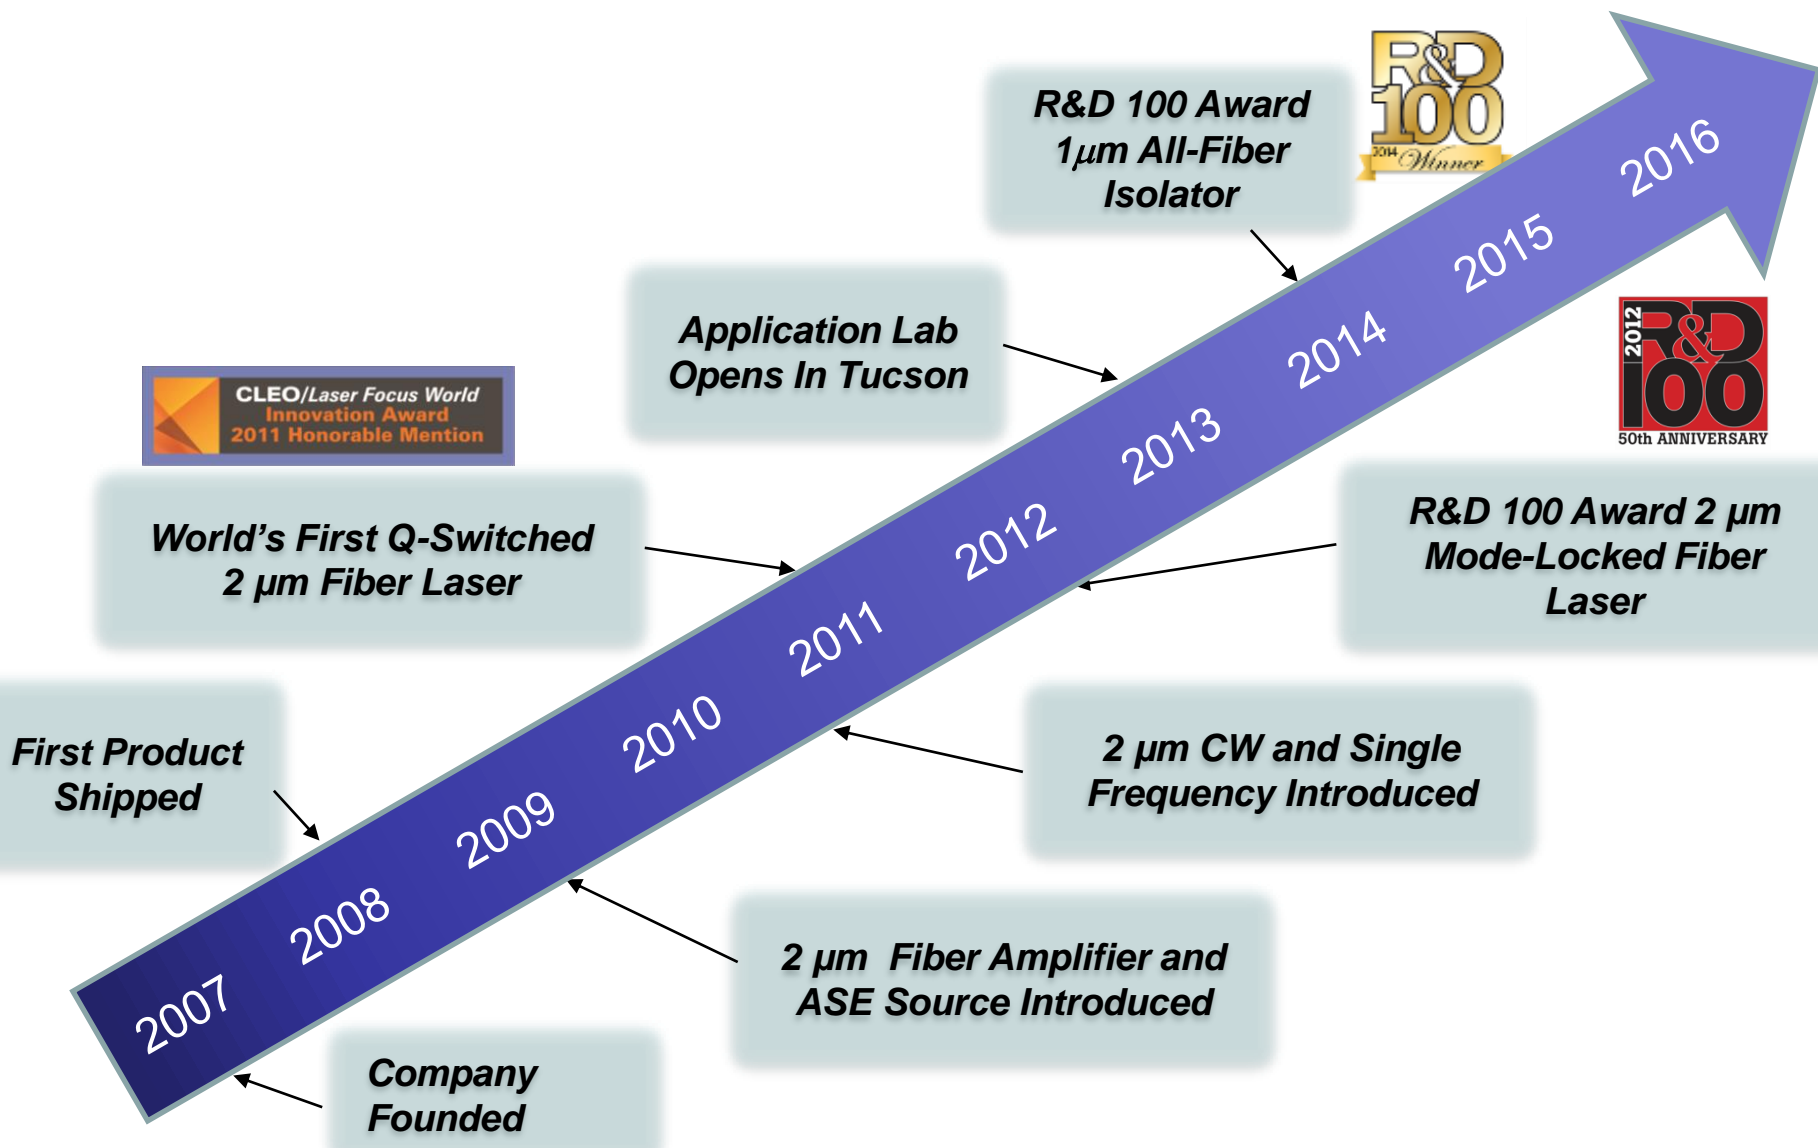 R&D
100
2014 Winner
R&D 100 Award
1μm All-Fiber
Isolator
2016
2015
2014
2013
2012
2011
2010
2009
2008
2007
Application Lab
Opens In Tucson
2012
R&D
100
50th ANNIVERSARY
CLEO/Laser Focus World
Innovation Award
2011 Honorable Mention
World's First Q-Switched
2 µm Fiber Laser
R&D 100 Award 2 µm
Mode-Locked Fiber
Laser
First Product
Shipped
2 µm CW and Single
Frequency Introduced
2 µm  Fiber Amplifier and
ASE Source Introduced
Company
Founded